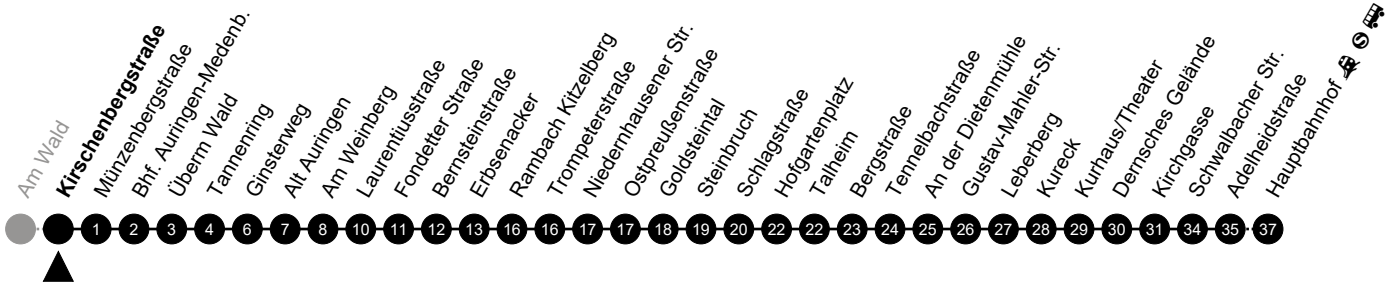 Am Wald
Kirschenbergstraße
Münzenbergstraße
Bhf. Auringen-Medenb.
Überm Wald
Tannenring
Ginsterweg
Alt Auringen
Am Weinberg
Laurentiusstraße
Fondetter Straße
Bernsteinstraße
Erbsenacker
Rambach Kitzelberg
Trompeterstraße
Niedernhausener Str.
Ostpreußenstraße
Goldsteintal
Steinbruch
Schlagstraße
Hofgartenplatz
Talheim
Bergstraße
Tennelbachstraße
An der Dietenmühle
Gustav-Mahler-Str.
Leberberg
Kureck
Kurhaus/Theater
Dernsches Gelände
Kirchgasse
Schwalbacher Str.
Adelheidstraße
Hauptbahnhof S
1 2 3 4 6 7 8 10 11 12 13 16 16 17 17 18 19 20 22 22 23 24 25 26 27 28 29 30 31 34 35 37